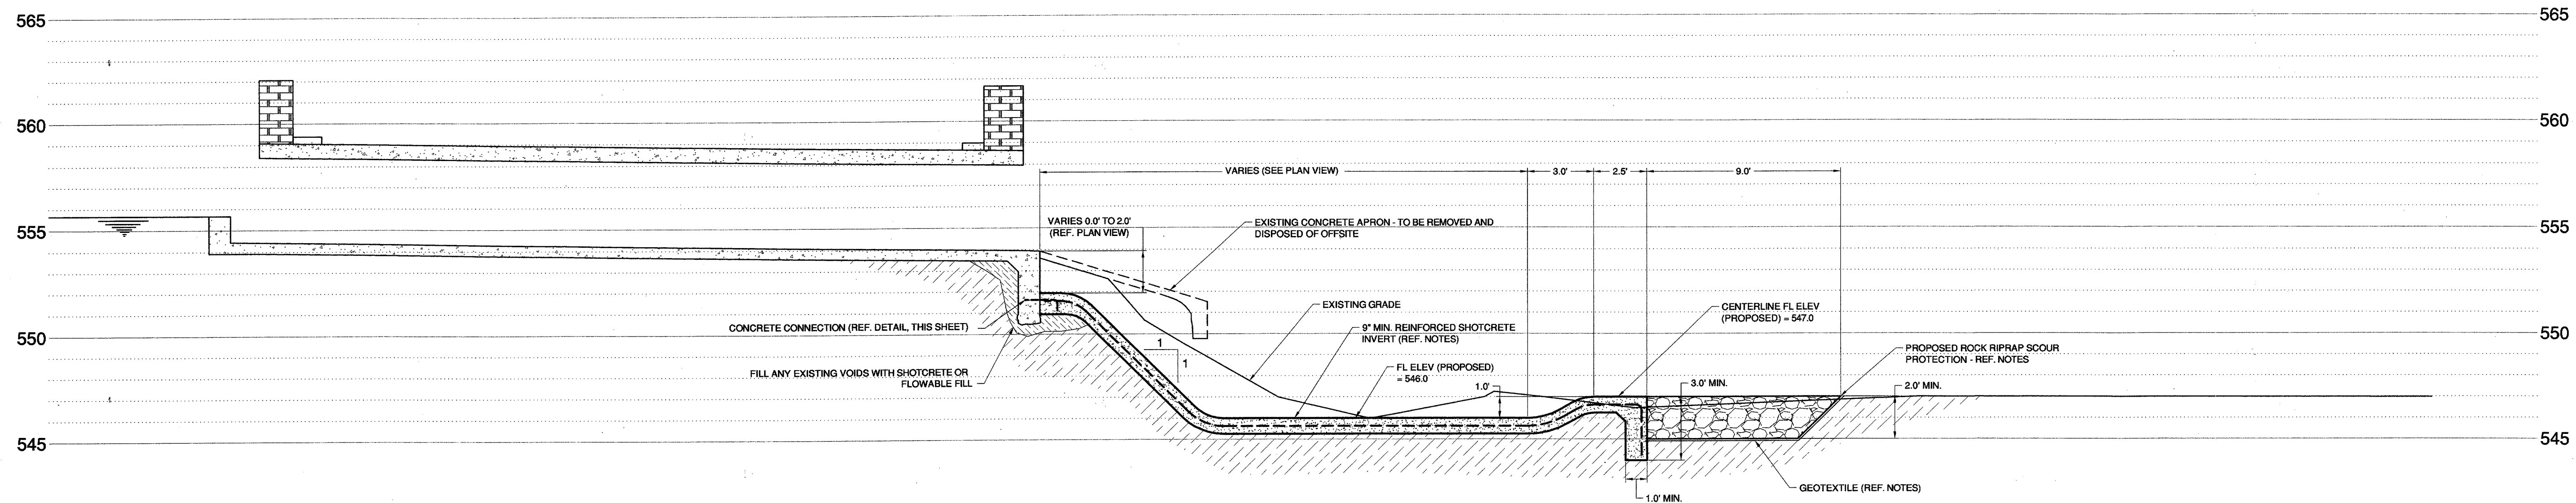 565
565
560
560
VARIES (SEE PLAN VIEW)
3.0'
2.5'
9.0'
VARIES 0.0' TO 2.0'
(REF. PLAN VIEW)
EXISTING CONCRETE APRON - TO BE REMOVED AND
DISPOSED OF OFFSITE
555
555
EXISTING GRADE
CENTERLINE FL ELEV
(PROPOSED) = 547.0
CONCRETE CONNECTION (REF. DETAIL, THIS SHEET)
9" MIN. REINFORCED SHOTCRETE
INVERT (REF. NOTES)
550
550
1
1
PROPOSED ROCK RIPRAP SCOUR
PROTECTION - REF. NOTES
FILL ANY EXISTING VOIDS WITH SHOTCRETE OR
FLOWABLE FILL
FL ELEV (PROPOSED)
= 546.0
1.0'
3.0' MIN.
2.0' MIN.
545
545
GEOTEXTILE (REF. NOTES)
1.0' MIN.